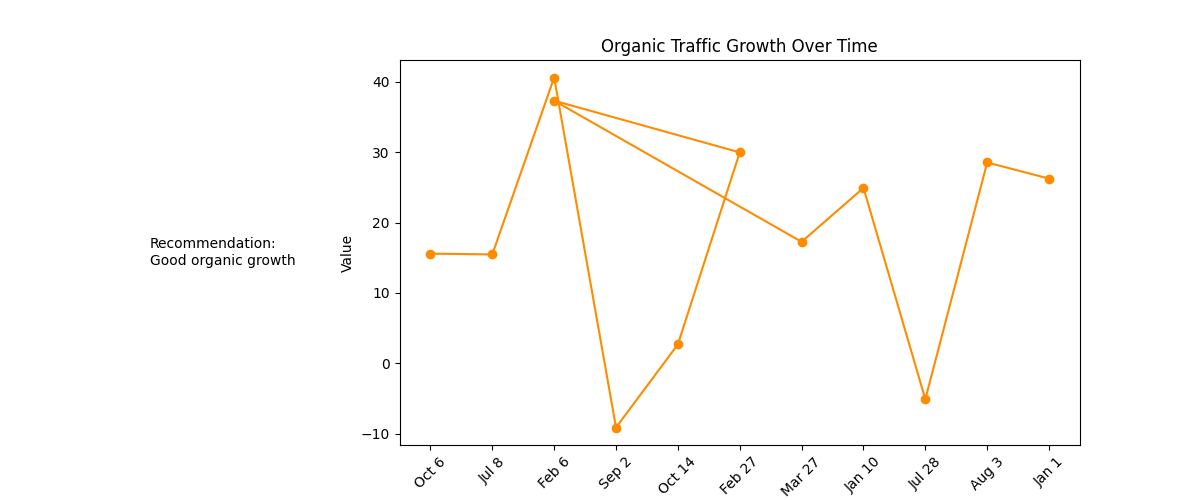 Organic Traffic Growth Over Time
Recommendation:
Good organic growth
Value
40
30
20
10
0
−10
Oct 6
Jul 8
Feb 6
Sep 2
Oct 14
Feb 27
Mar 27
Jan 10
Jul 28
Aug 3
Jan 1